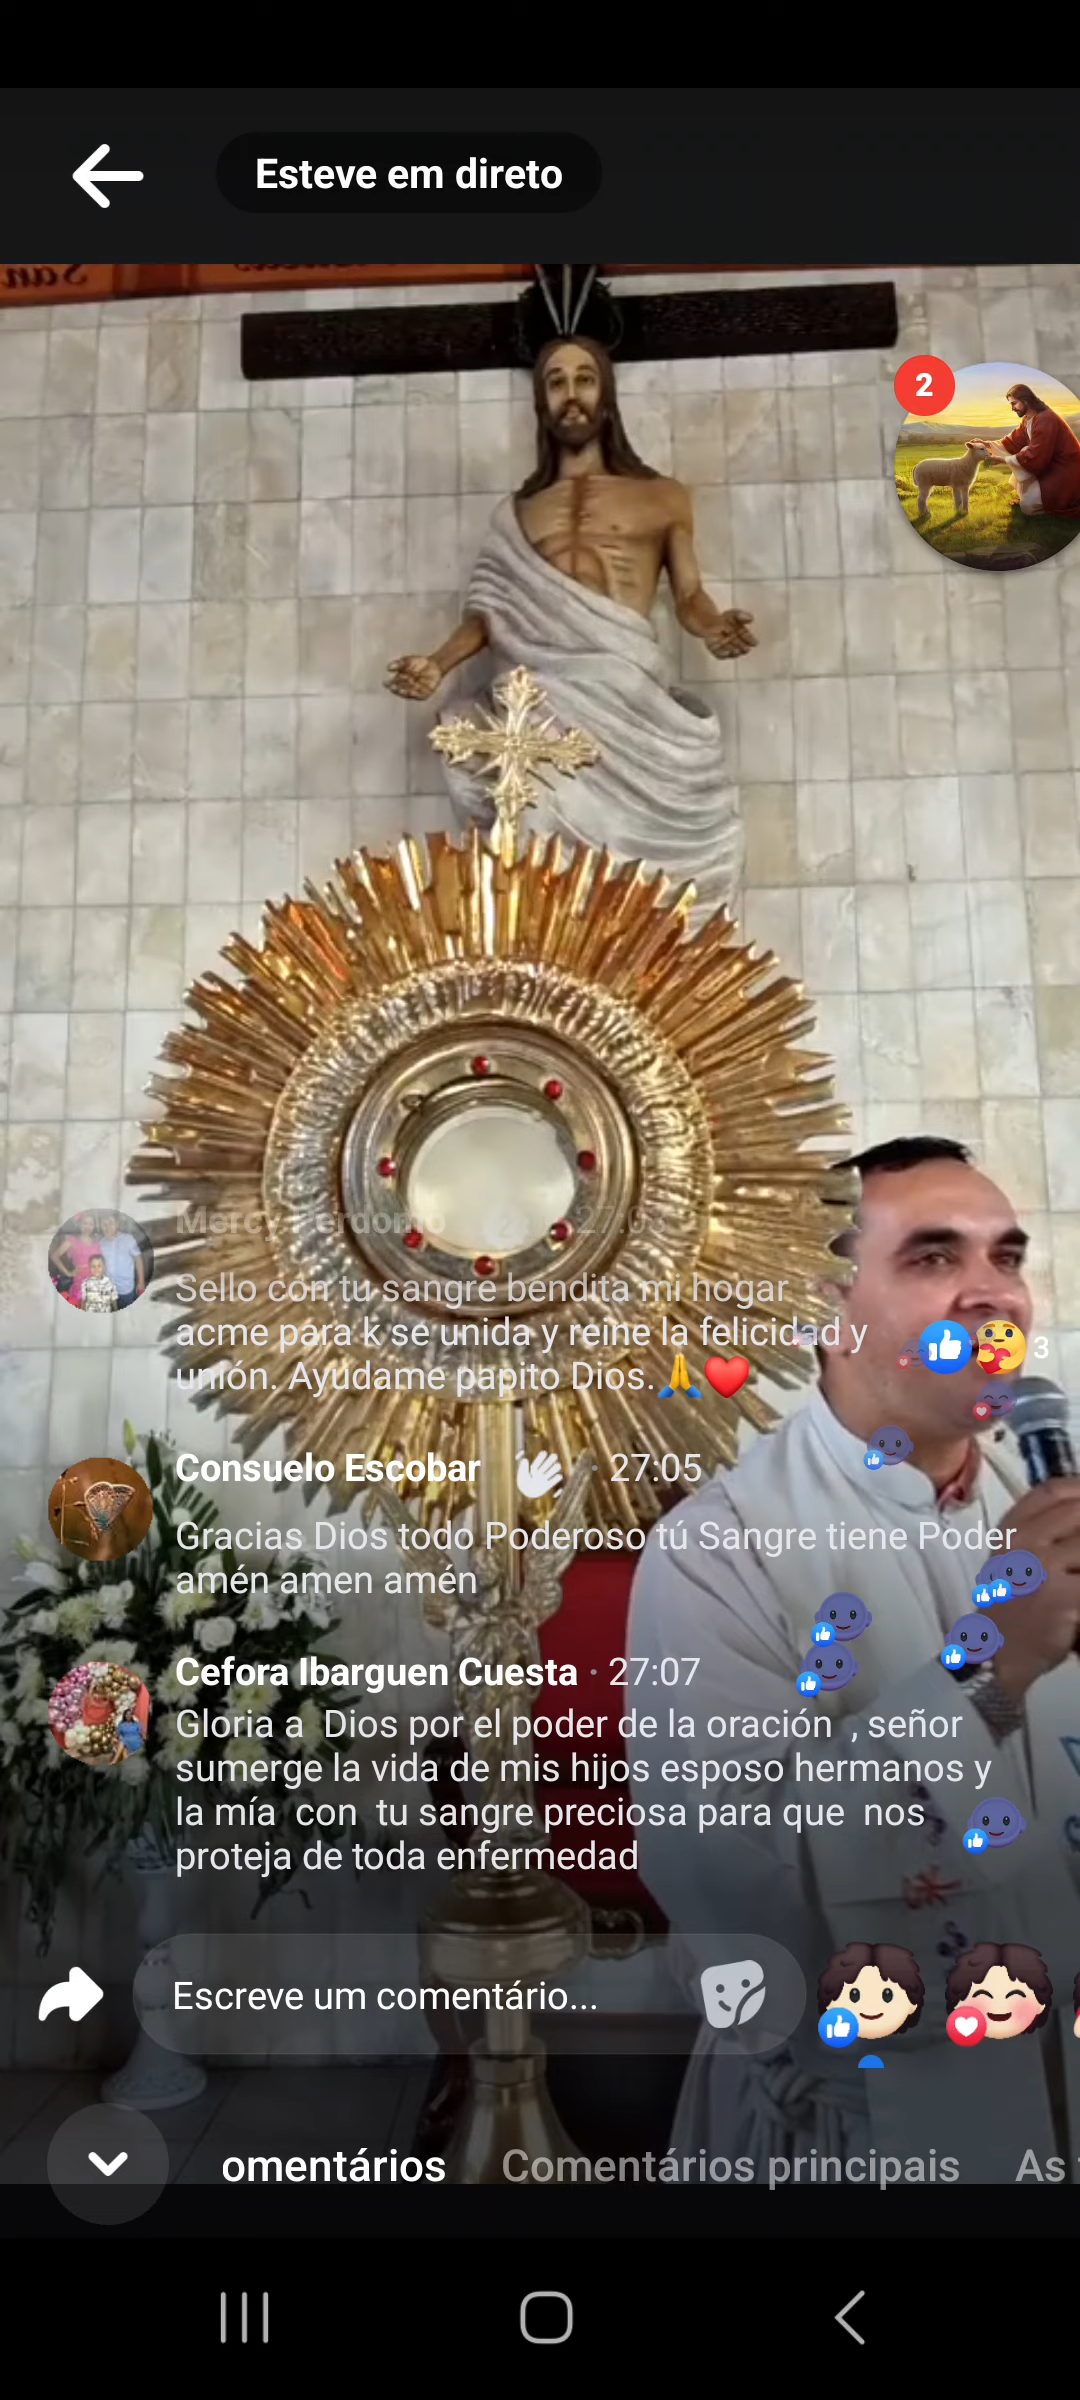 Esteve em direto
San
2
Mercy Perdomo
Sello con tu sangre bendita mi hogar
acme para k se unida y reine la felicidad y
unión. Ayudame papito Dios.🙏❤️
3
Consuelo Escobar 👋 · 27:05
Gracias Dios todo Poderoso tú Sangre tiene Poder
amén amen amén
Cefora Ibarguen Cuesta · 27:07
Gloria a  Dios por el poder de la oración  , señor
sumerge la vida de mis hijos esposo hermanos y
la mía  con  tu sangre preciosa para que  nos
proteja de toda enfermedad
Escreve um comentário...
omentários
Comentários principais
As